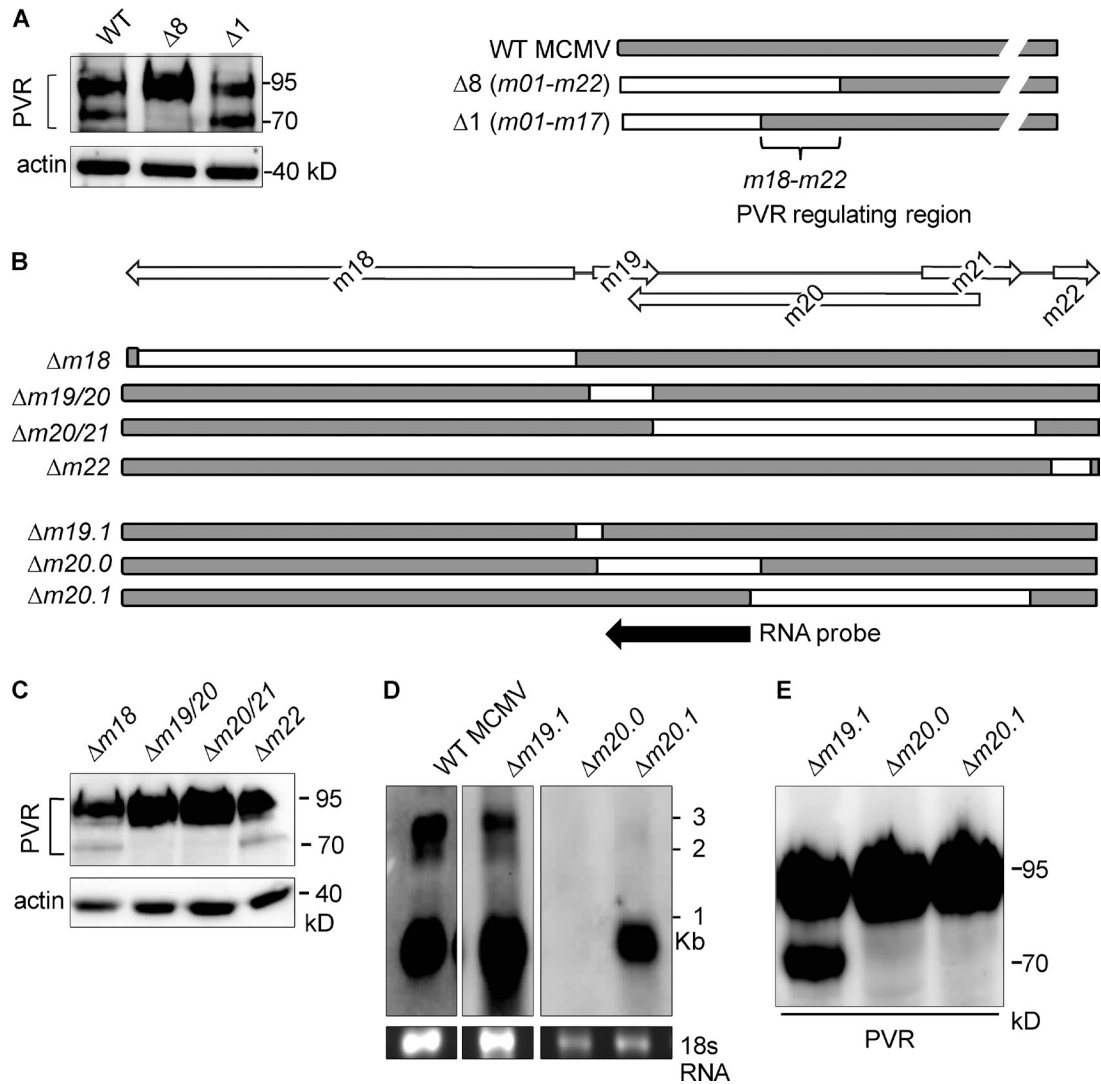 A
WT Δ8 Δ1
PVR
-95
-70
actin
-40 kD
WT MCMV
Δ8 (m01-m22)
Δ1 (m01-m17)
m18-m22
PVR regulating region
B
m18 m19 m20 m21 m22
Δm18
Δm19/20
Δm20/21
Δm22
Δm19.1
Δm20.0
Δm20.1
RNA probe
C
Δm18 Δm19/20 Δm20/21 Δm22
PVR
- 95
- 70
actin
- 40
kD
D
WT MCMV Δm19.1 Δm20.0 Δm20.1
- 3
- 2
- 1
Kb
18s
RNA
E
Δm19.1 Δm20.0 Δm20.1
-95
-70
kD
PVR